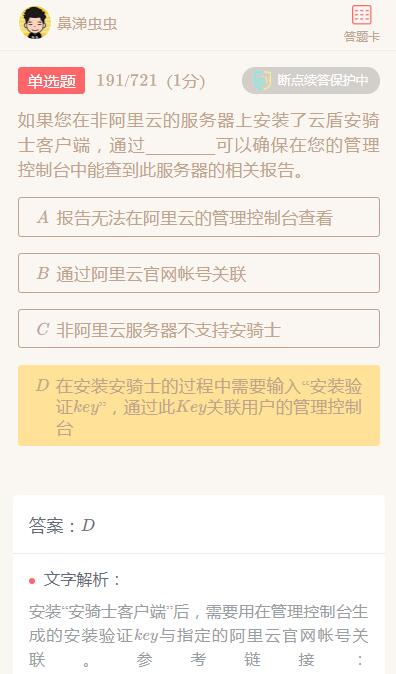 鼻涕虫虫
答题卡
单选题 191/721 (1分)
断点续答保护中
如果您在非阿里云的服务器上安装了云盾安骑
士客户端，通过________可以确保在您的管理
控制台中能查到此服务器的相关报告。
A 报告无法在阿里云的管理控制台查看
B 通过阿里云官网帐号关联
C 非阿里云服务器不支持安骑士
D 在安装安骑士的过程中需要输入“安装验
证key”，通过此Key关联用户的管理控制
台
答案：D
文字解析：
安装“安骑士客户端”后，需要用在管理控制台生
成的安装验证key与指定的阿里云官网帐号关
联。参考链接：